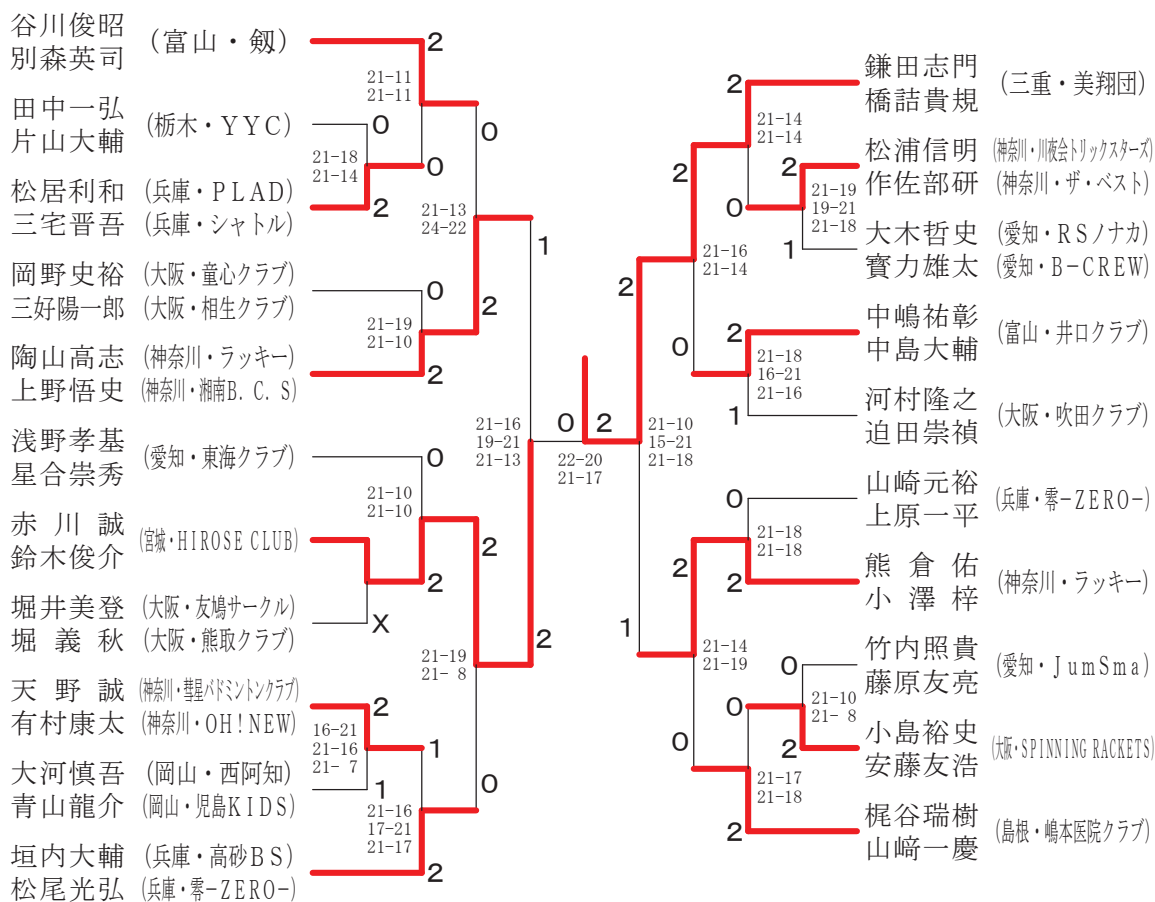 谷川俊昭 (富山・剱)
別森英司
田中一弘 (栃木・YYC)
片山大輔
松居利和 (兵庫・PLAD)
三宅晋吾 (兵庫・シャトル)
岡野史裕 (大阪・童心クラブ)
三好陽一郎 (大阪・相生クラブ)
陶山高志 (神奈川・ラッキー)
上野悟史 (神奈川・湘南B.C.S)
浅野孝基 (愛知・東海クラブ)
星合崇秀
赤川誠 (宮城・HIROSE CLUB)
鈴木俊介
堀井美登 (大阪・友鳩サークル)
堀義秋 (大阪・熊取クラブ)
天野誠 (神奈川・彗星バドミントンクラブ)
有村康太 (神奈川・OH!NEW)
大河慎吾 (岡山・西阿知)
青山龍介 (岡山・児島KIDS)
垣内大輔 (兵庫・高砂BS)
松尾光弘 (兵庫・零-ZERO-)
2
21-11
21-11
0
0
21-18
21-14
0
2
21-13
24-22
1
0
2
21-19
21-10
2
21-16
19-21
21-13
0
21-10
21-10
2
2
X
2
21-19
21- 8
2
16-21
21-16
21- 7
1
1
0
21-16
17-21
21-17
2
0
2
22-20
21-17
2
21-14
21-14
2
2
21-19
19-21
21-18
0
1
21-16
21-14
2
2
0
21-18
16-21
21-16
1
21-10
15-21
21-18
0
21-18
21-18
2
2
1
21-14
21-19
0
0
21-10
21- 8
2
0
21-17
21-18
2
鎌田志門 (三重・美翔団)
橋詰貴規
松浦信明 (神奈川・川夜会トリックスターズ)
作佐部研 (神奈川・ザ・ベスト)
大木哲史 (愛知・RSノナカ)
實力雄太 (愛知・B-CREW)
中嶋祐彰 (富山・井口クラブ)
中島大輔
河村隆之 (大阪・吹田クラブ)
迫田崇禎
山崎元裕 (兵庫・零-ZERO-)
上原一平
熊倉佑 (神奈川・ラッキー)
小澤梓
竹内照貴 (愛知・JumSma)
藤原友亮
小島裕史 (大阪・SPINNING RACKETS)
安藤友浩
梶谷瑞樹 (島根・嶋本医院クラブ)
山﨑一慶